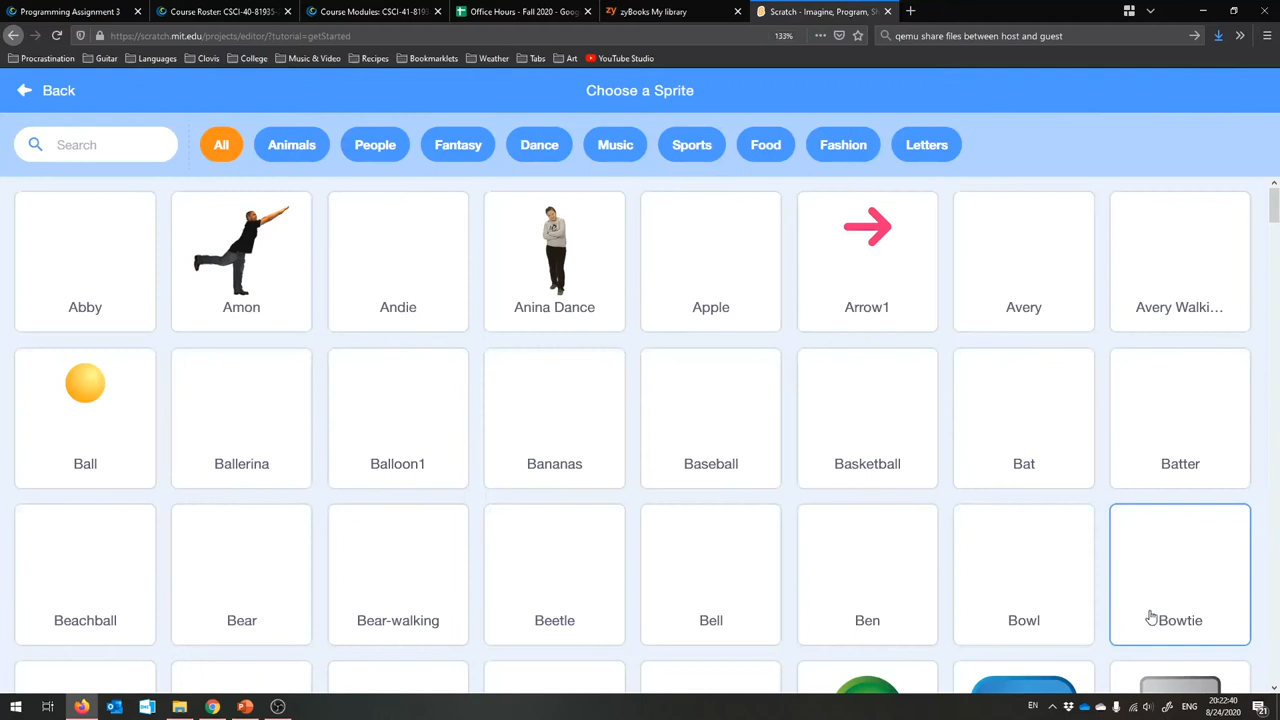 Programming Assignment 3
Course Roster: CSCI-40-81935-
Course Modules: CSCI-41-8193
Office Hours - Fall 2020 - Goog
zy zyBooks My library
Scratch - Imagine, Program, Sh
https://scratch.mit.edu/projects/editor/?tutorial=getStarted
133%
qemu share files between host and guest
Procrastination
Guitar
Languages
Clovis
College
Music & Video
Recipes
Bookmarklets
Weather
Tabs
Art
YouTube Studio
Back
Choose a Sprite
Search
All
Animals
People
Fantasy
Dance
Music
Sports
Food
Fashion
Letters
Abby
Amon
Andie
Anina Dance
Apple
Arrow1
Avery
Avery Walki...
Ball
Ballerina
Balloon1
Bananas
Baseball
Basketball
Bat
Batter
Beachball
Bear
Bear-walking
Beetle
Bell
Ben
Bowl
Bowtie
EN
ENG
20:22:40
8/24/2020
21